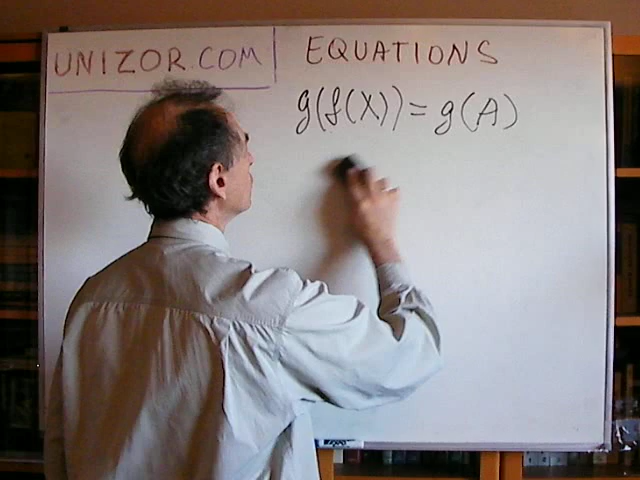 UNIZOR.COM
EQUATIONS
g(f(X)) = g(A)